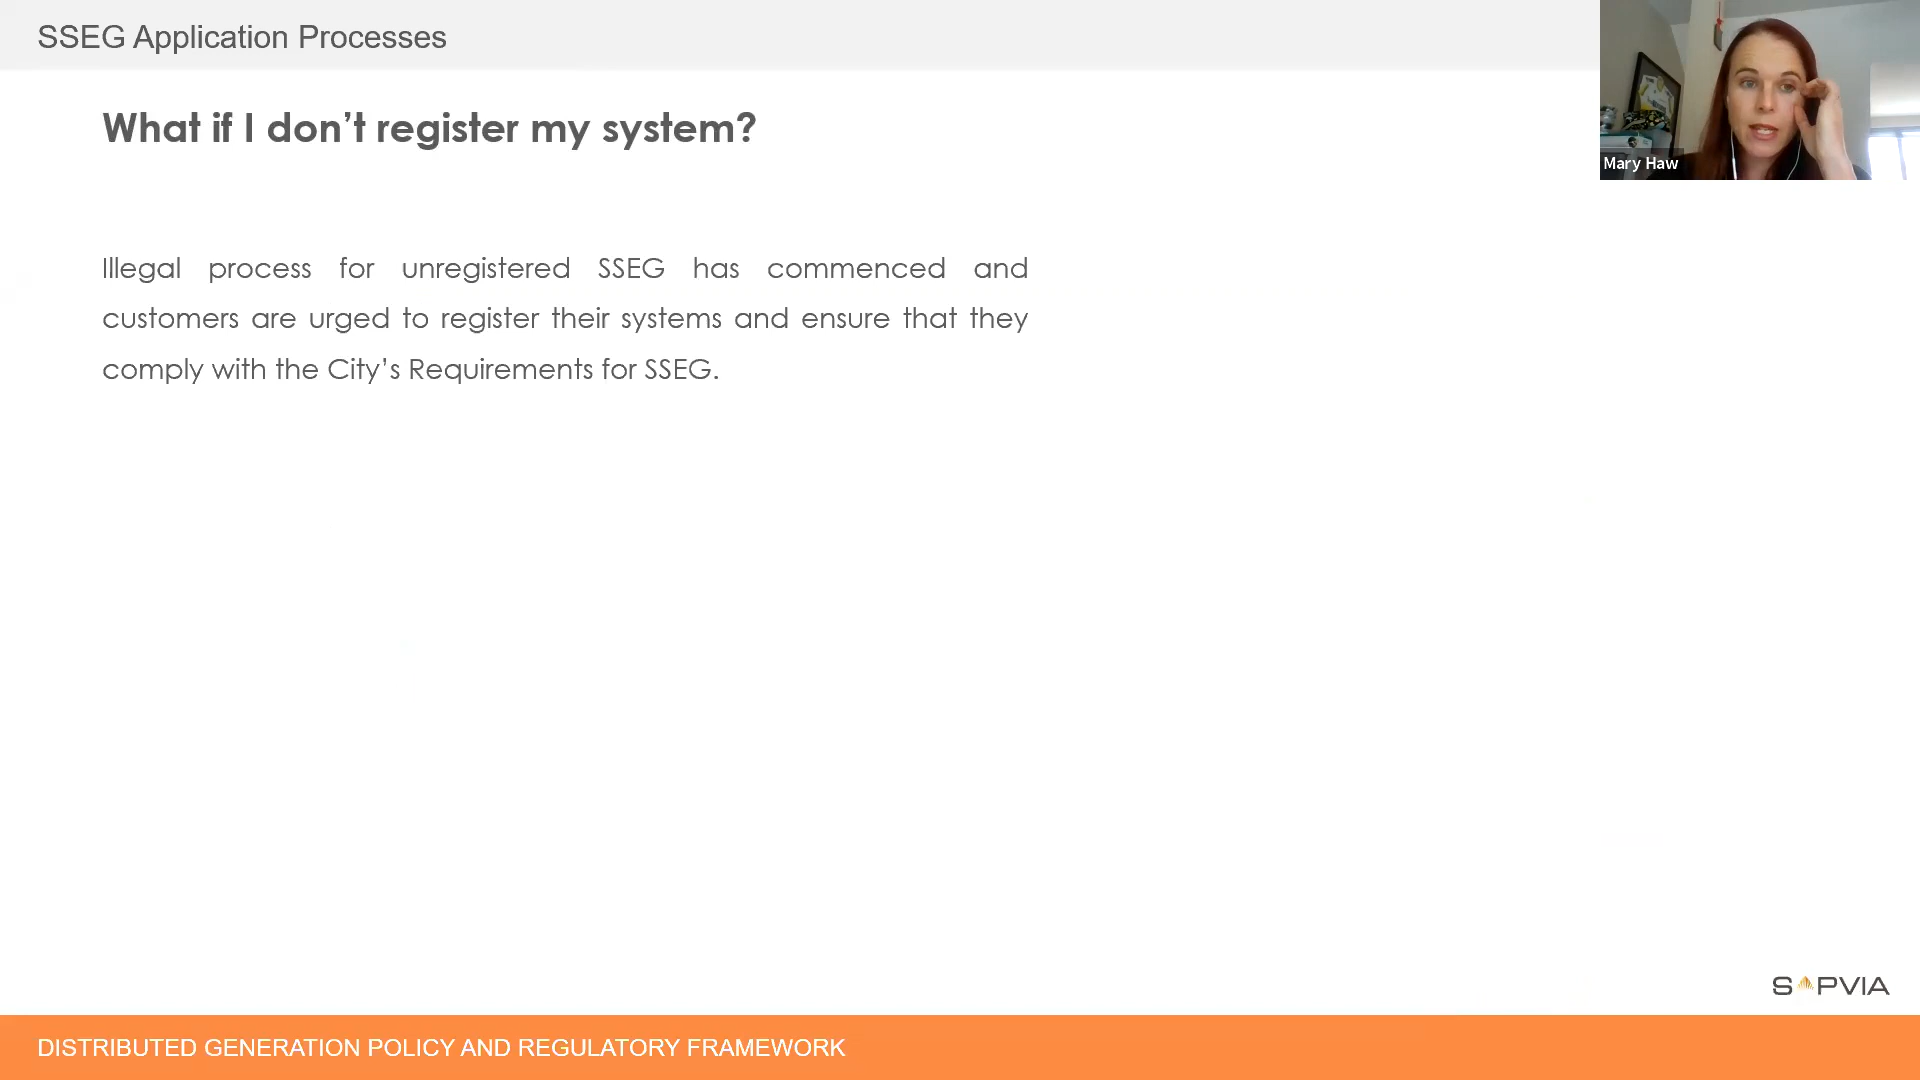 SSEG Application Processes
What if I don’t register my system?
Illegal process for unregistered SSEG has commenced and
customers are urged to register their systems and ensure that they
comply with the City’s Requirements for SSEG.
Mary Haw
SAPVIA
DISTRIBUTED GENERATION POLICY AND REGULATORY FRAMEWORK